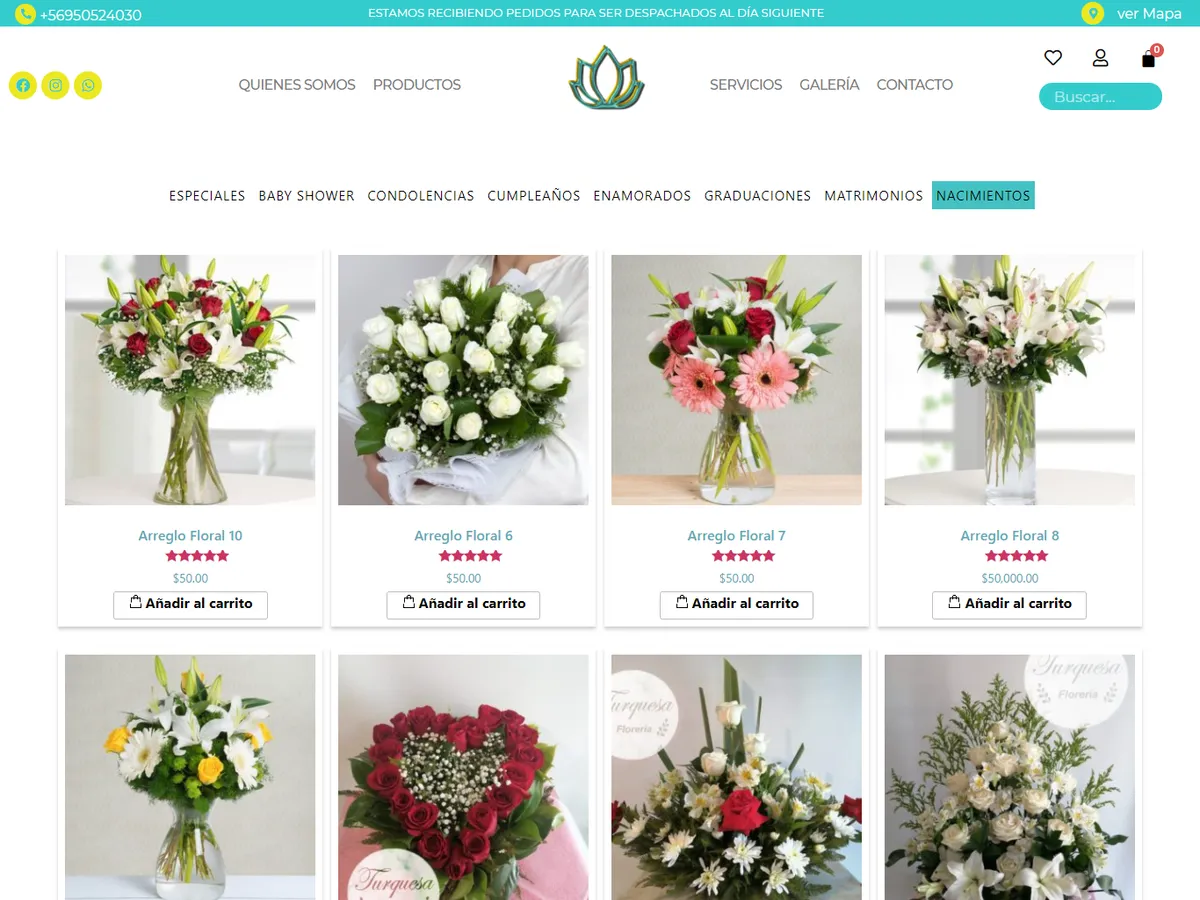 +56950524030
ESTAMOS RECIBIENDO PEDIDOS PARA SER DESPACHADOS AL DÍA SIGUIENTE
ver Mapa
QUIENES SOMOS PRODUCTOS
SERVICIOS GALERÍA CONTACTO
0
Buscar...
ESPECIALES BABY SHOWER CONDOLENCIAS CUMPLEAÑOS ENAMORADOS GRADUACIONES MATRIMONIOS NACIMIENTOS
Arreglo Floral 10
$50.00
Añadir al carrito
Arreglo Floral 6
$50.00
Añadir al carrito
Arreglo Floral 7
$50.00
Añadir al carrito
Arreglo Floral 8
$50,000.00
Añadir al carrito
Turquesa
Turquesa
Florería
Turquesa
Florería